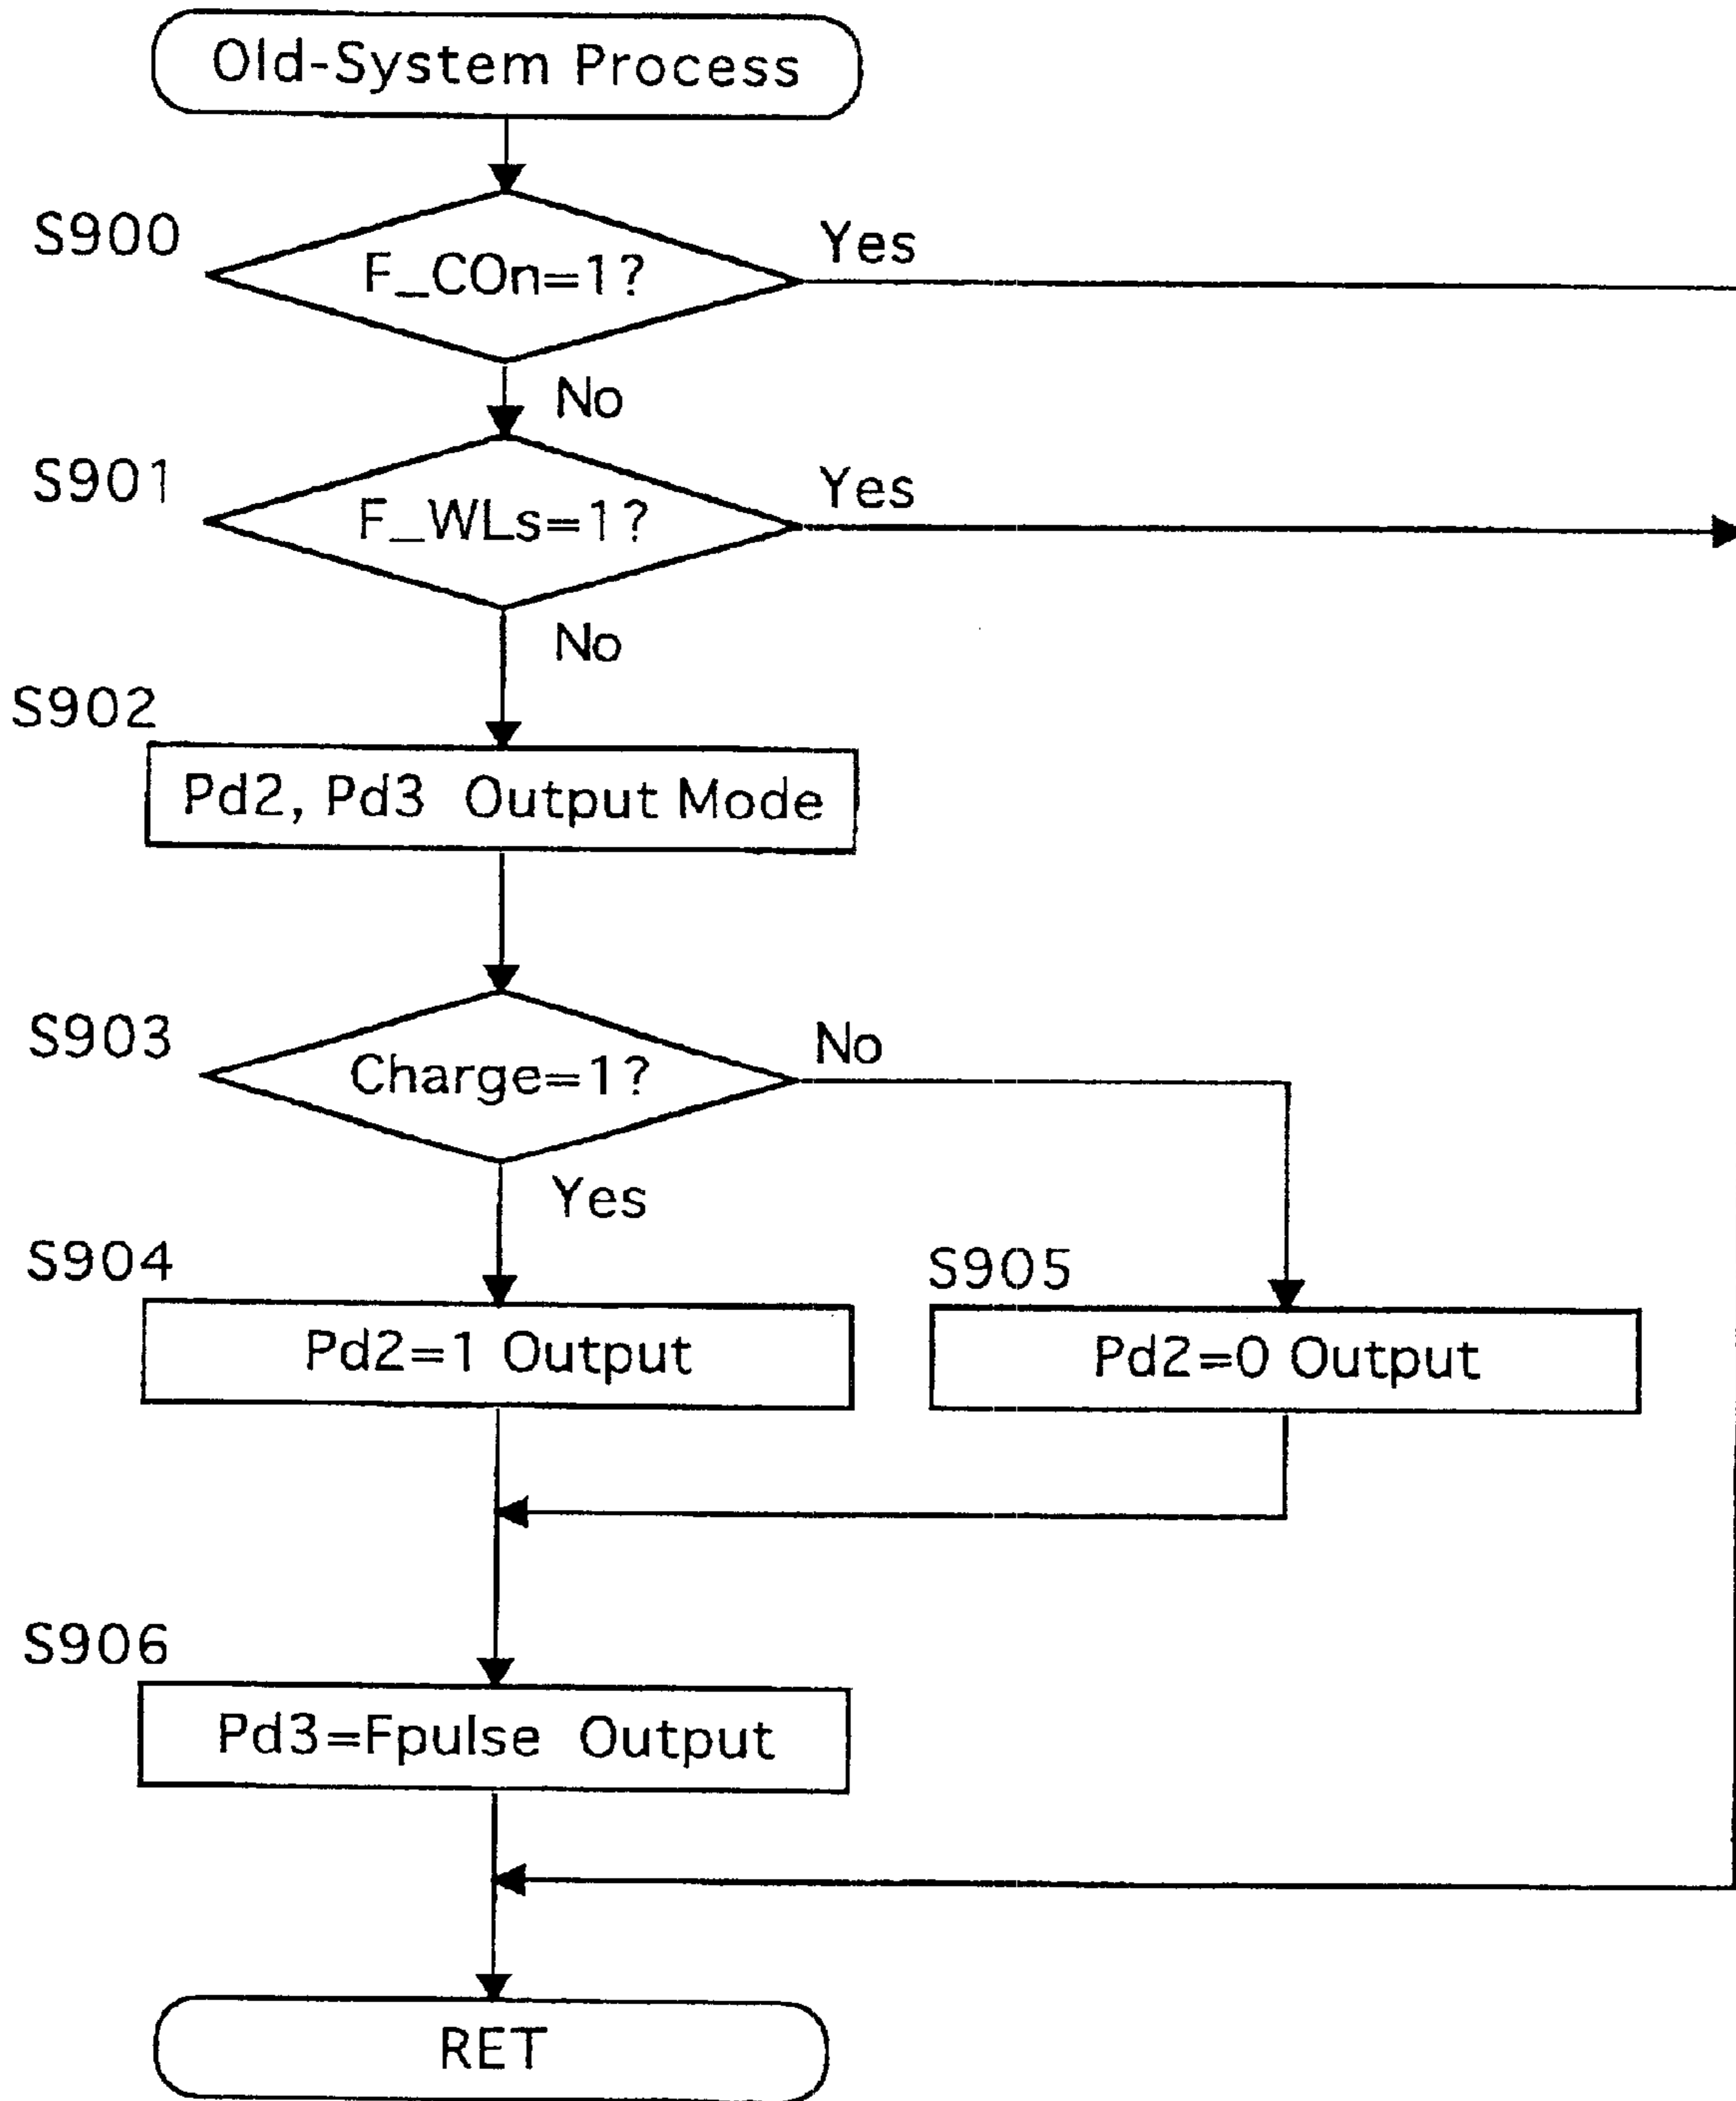 Old-System Process
S900
F_COn=1?
Yes
No
S901
F_WLs=1?
Yes
No
S902
Pd2, Pd3 Output Mode
S903
Charge=1?
No
Yes
S904
Pd2=1 Output
S905
Pd2=0 Output
S906
Pd3=Fpulse Output
RET